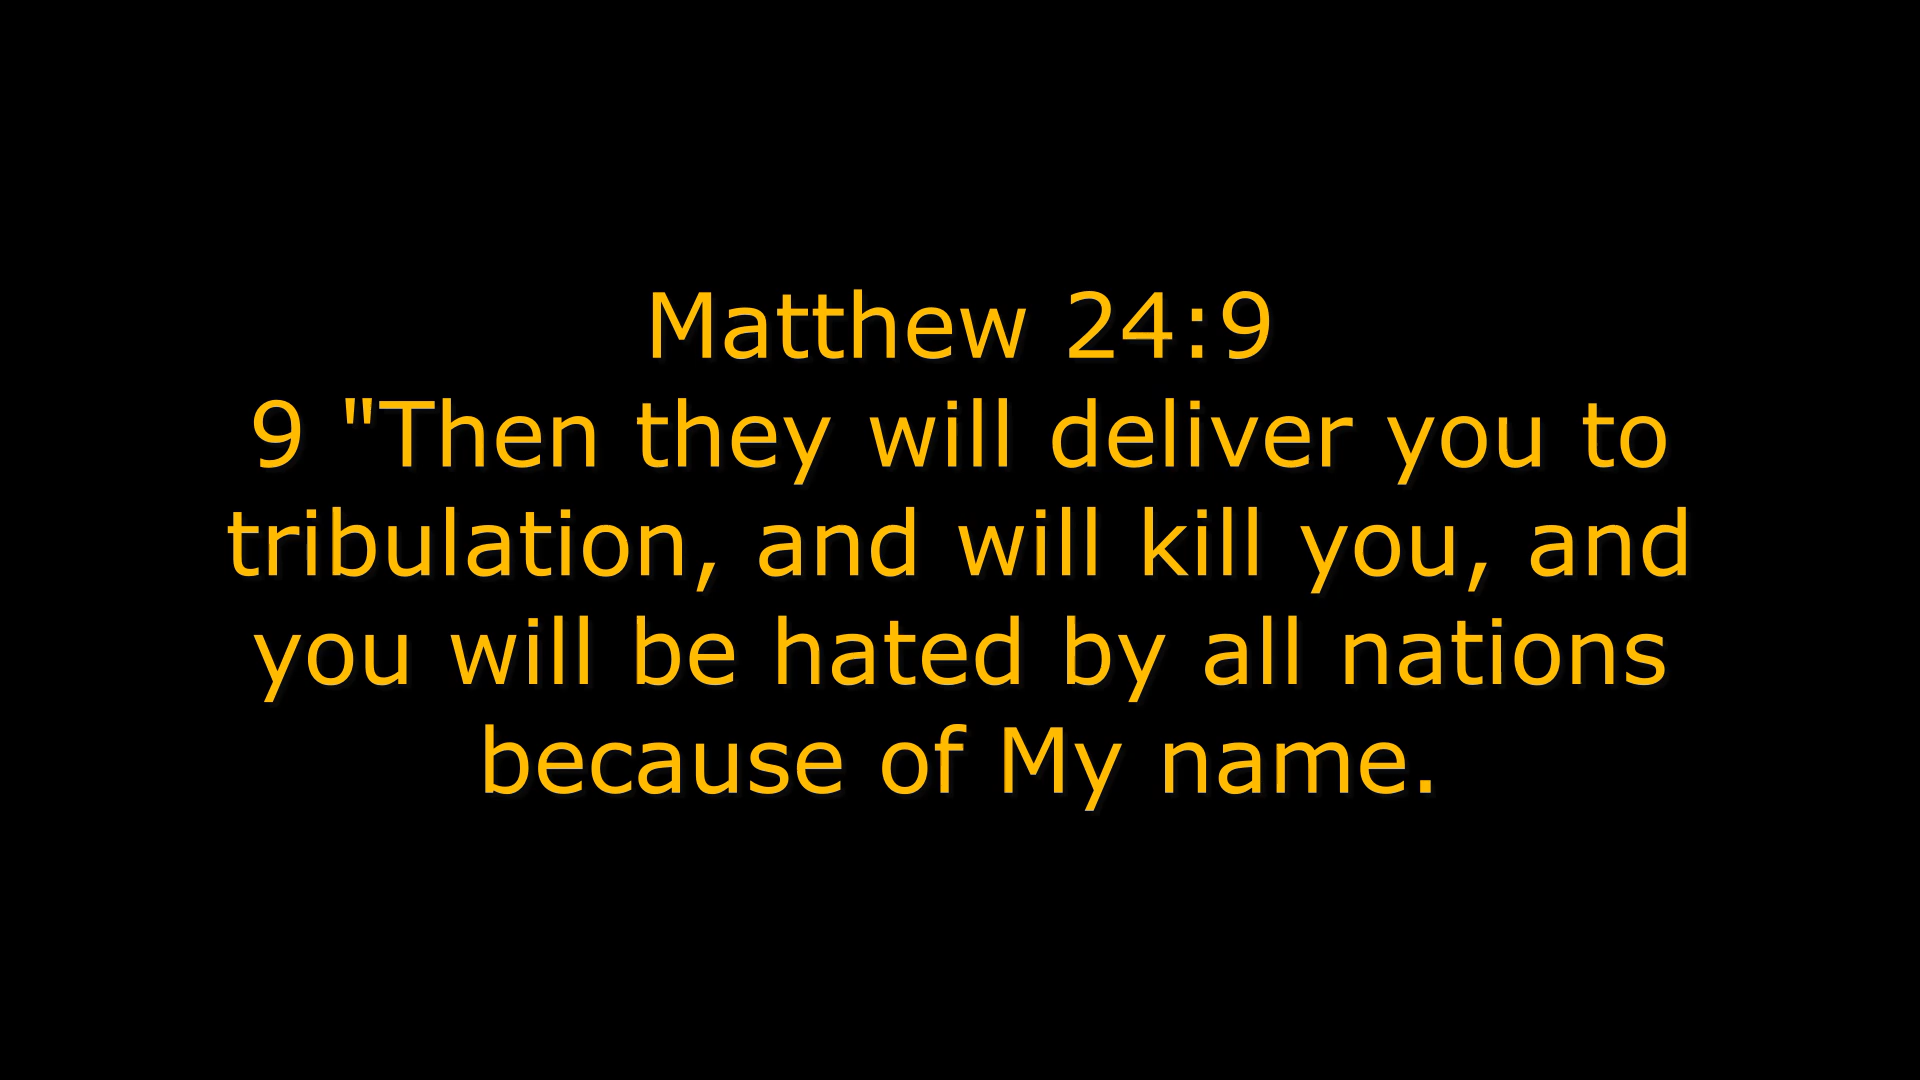 Matthew 24:9
9 "Then they will deliver you to
tribulation, and will kill you, and
you will be hated by all nations
because of My name.